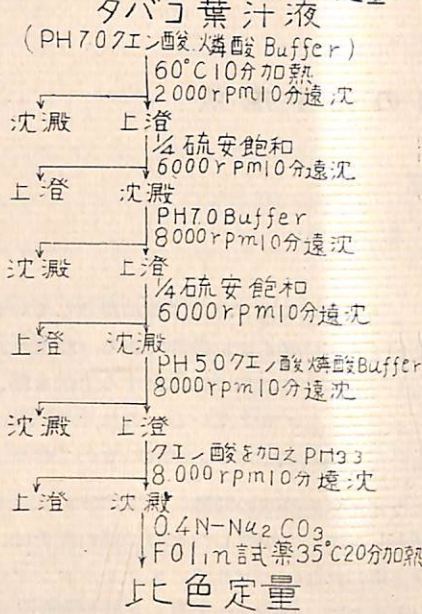 タバコ葉汁液
(PH7.0クエン酸.燐酸Buffer)
60°C10分加熱
2000rpm10分遠沈
沈澱 上澄
¼硫安飽和
6000rpm10分遠沈
上澄 沈澱
PH7.0Buffer
8000rpm10分遠沈
沈澱 上澄
¼硫安飽和
6000rpm10分遠沈
上澄 沈澱
PH5.0クエン酸燐酸Buffer
8000rpm10分遠沈
沈澱 上澄
クエン酸を加えPH3.3
8.000rpm10分遠沈
上澄 沈澱
0.4N-Na2CO3
Folin試薬35°C20分加熱
比色定量